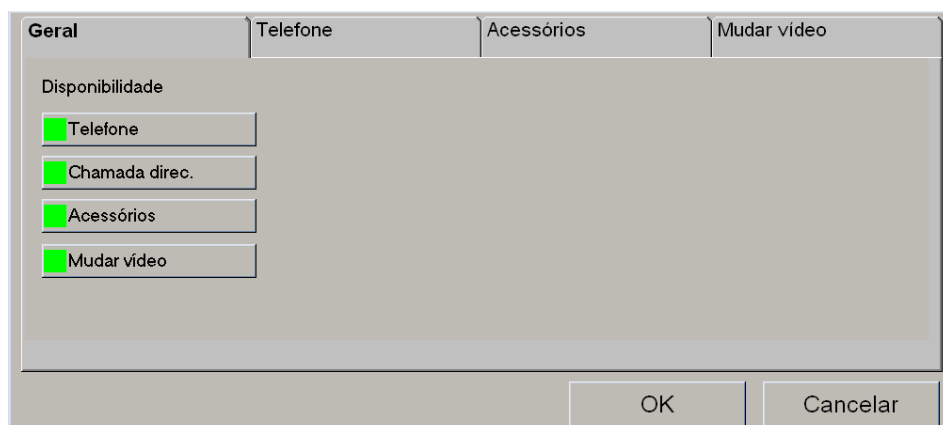 Geral
Telefone
Acessórios
Mudar vídeo
Disponibilidade
Telefone
Chamada direc.
Acessórios
Mudar vídeo
OK
Cancelar